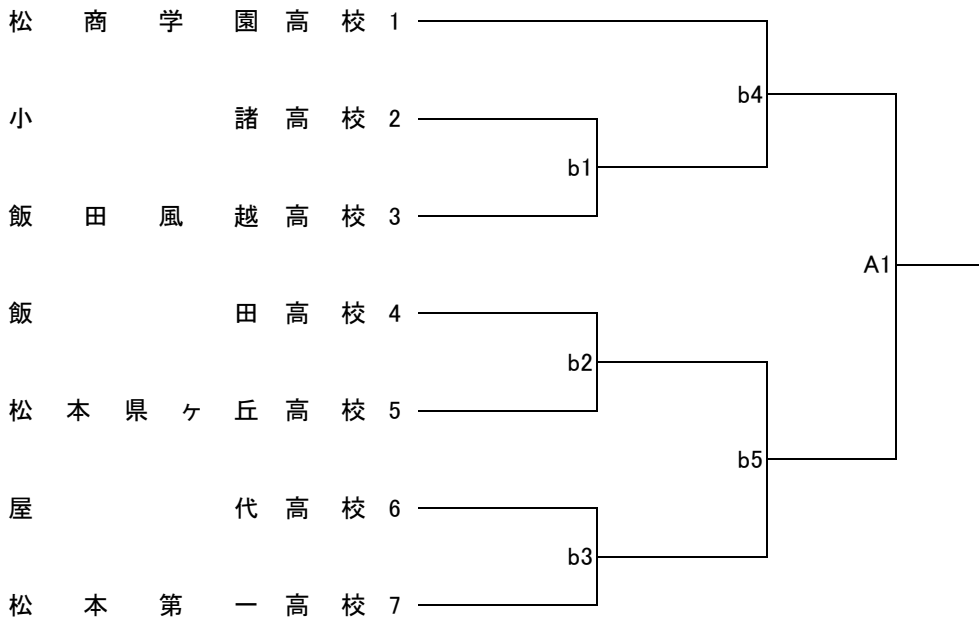 松商学園高校 1
b4
小諸高校 2
b1
飯田風越高校 3
A1
飯田高校 4
b2
松本県ヶ丘高校 5
b5
屋代高校 6
b3
松本第一高校 7